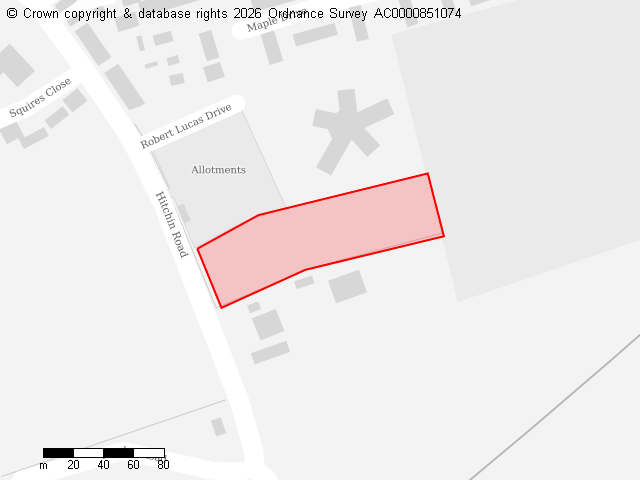 © Crown copyright & database rights 2026 Ordnance Survey AC0000851074
Maple
Squires Close
Robert Lucas Drive
Allotments
Hitchin Road
m 20 40 60 80